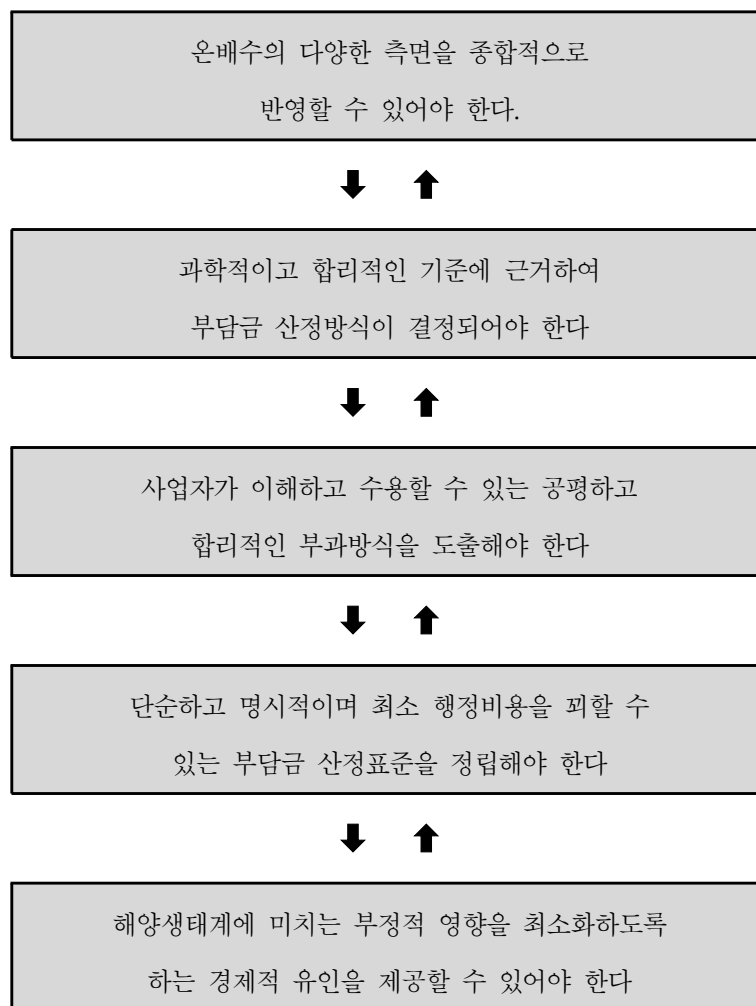 온배수의 다양한 측면을 종합적으로
반영할 수 있어야 한다.
과학적이고 합리적인 기준에 근거하여
부담금 산정방식이 결정되어야 한다
사업자가 이해하고 수용할 수 있는 공평하고
합리적인 부과방식을 도출해야 한다
단순하고 명시적이며 최소 행정비용을 꾀할 수
있는 부담금 산정표준을 정립해야 한다
해양생태계에 미치는 부정적 영향을 최소화하도록
하는 경제적 유인을 제공할 수 있어야 한다